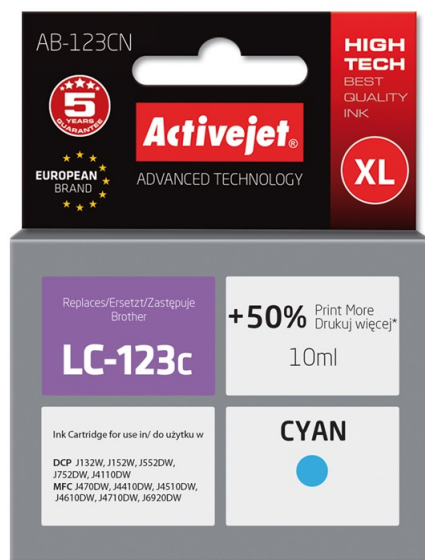 AB-123CN
HIGH
TECH
BEST
QUALITY
INK
5
YEARS
GUARANTEE
Activejet®
EUROPEAN
BRAND
ADVANCED TECHNOLOGY
XL
Replaces/Ersetzt/Zastępuje
Brother
LC-123c
+50% Print More
Drukuj więcej*
10ml
Ink Cartridge for use in/ do użytku w
DCP J132W, J152W, J552DW,
J752DW, J4110DW
MFC J470DW, J4410DW, J4510DW,
J4610DW, J4710DW, J6920DW
CYAN